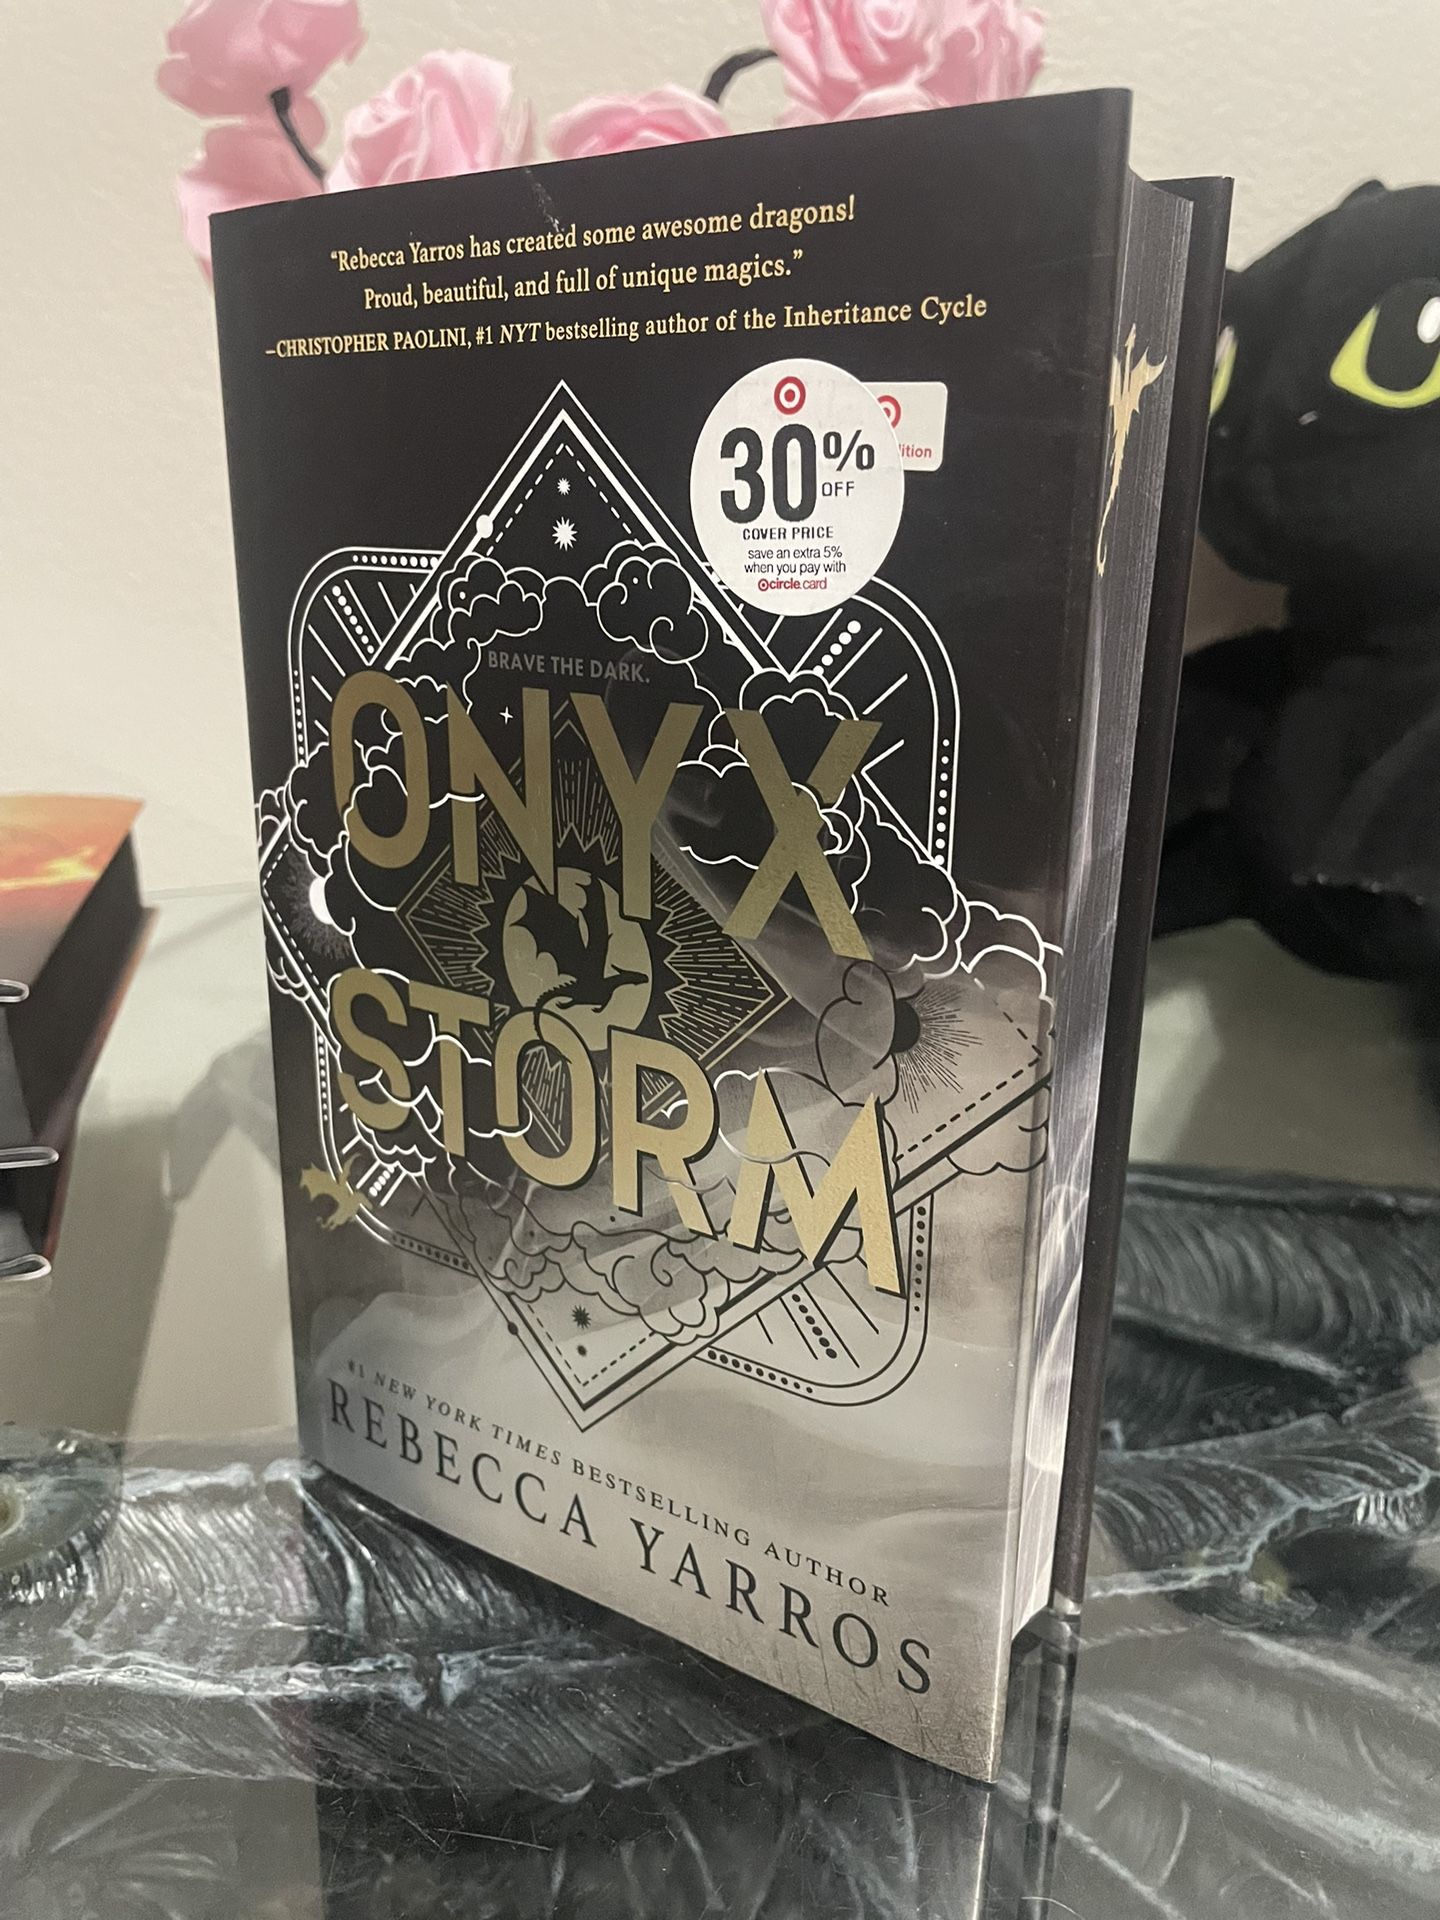 “Rebecca Yarros has created some awesome dragons!
Proud, beautiful, and full of unique magics.”
–CHRISTOPHER PAOLINI, #1 NYT bestselling author of the Inheritance Cycle
30% OFF
COVER PRICE
save an extra 5%
when you pay with
circle card
ition
BRAVE THE DARK.
ONYX
STORM
#1 NEW YORK TIMES BESTSELLING AUTHOR
REBECCA YARROS